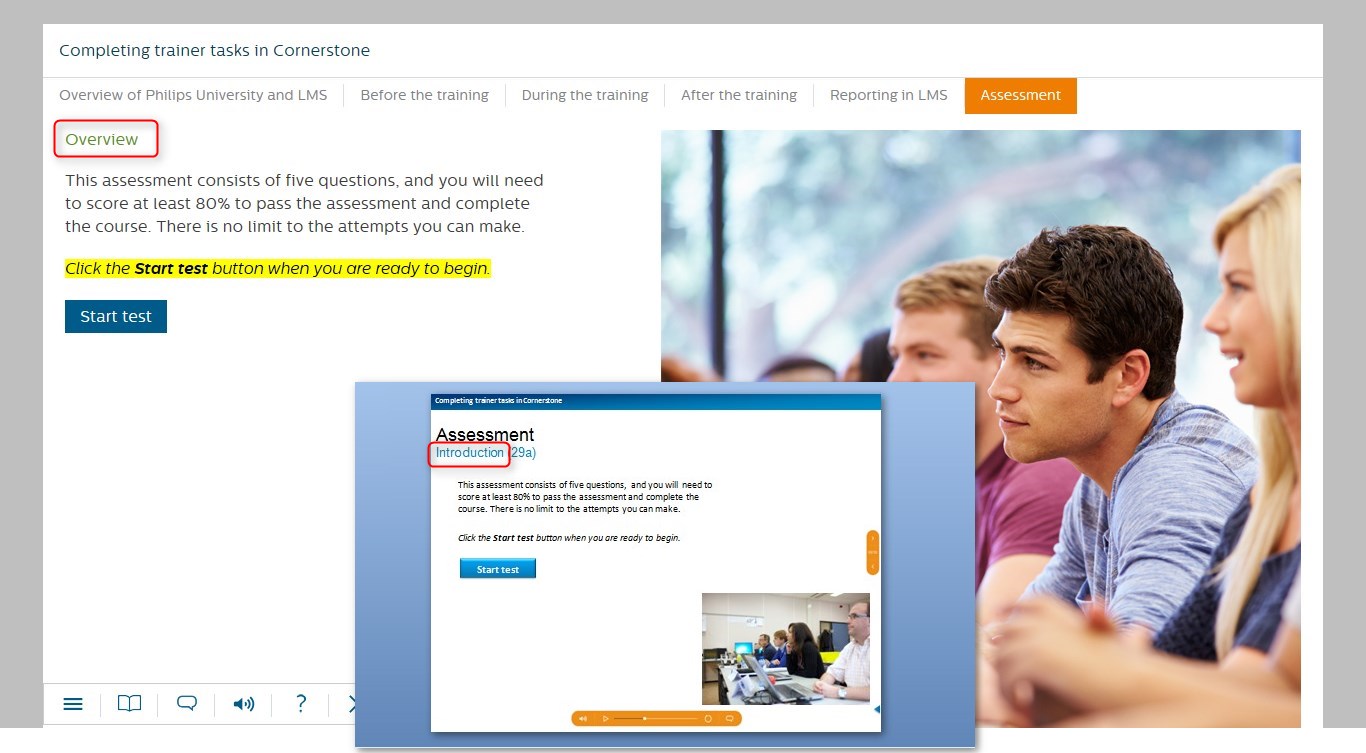 Completing trainer tasks in Cornerstone
Overview of Philips University and LMS Before the training During the training After the training Reporting in LMS Assessment
Overview
This assessment consists of five questions, and you will need
to score at least 80% to pass the assessment and complete
the course. There is no limit to the attempts you can make.
Click the Start test button when you are ready to begin.
Start test
Completing trainer tasks in Cornerstone
Assessment
Introduction (29a)
This assessment consists of five questions, and you will need to
score at least 80% to pass the assessment and complete the
course. There is no limit to the attempts you can make.
Click the Start test button when you are ready to begin.
Start test
?